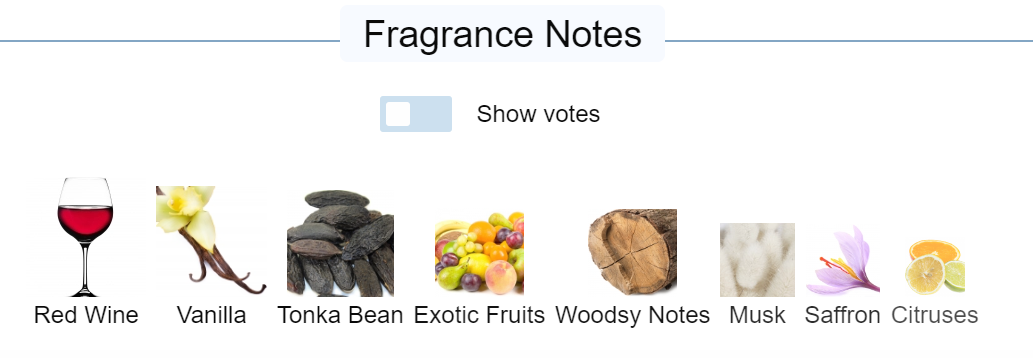 Fragrance Notes
Show votes
Red Wine Vanilla Tonka Bean Exotic Fruits Woodsy Notes Musk Saffron Citruses